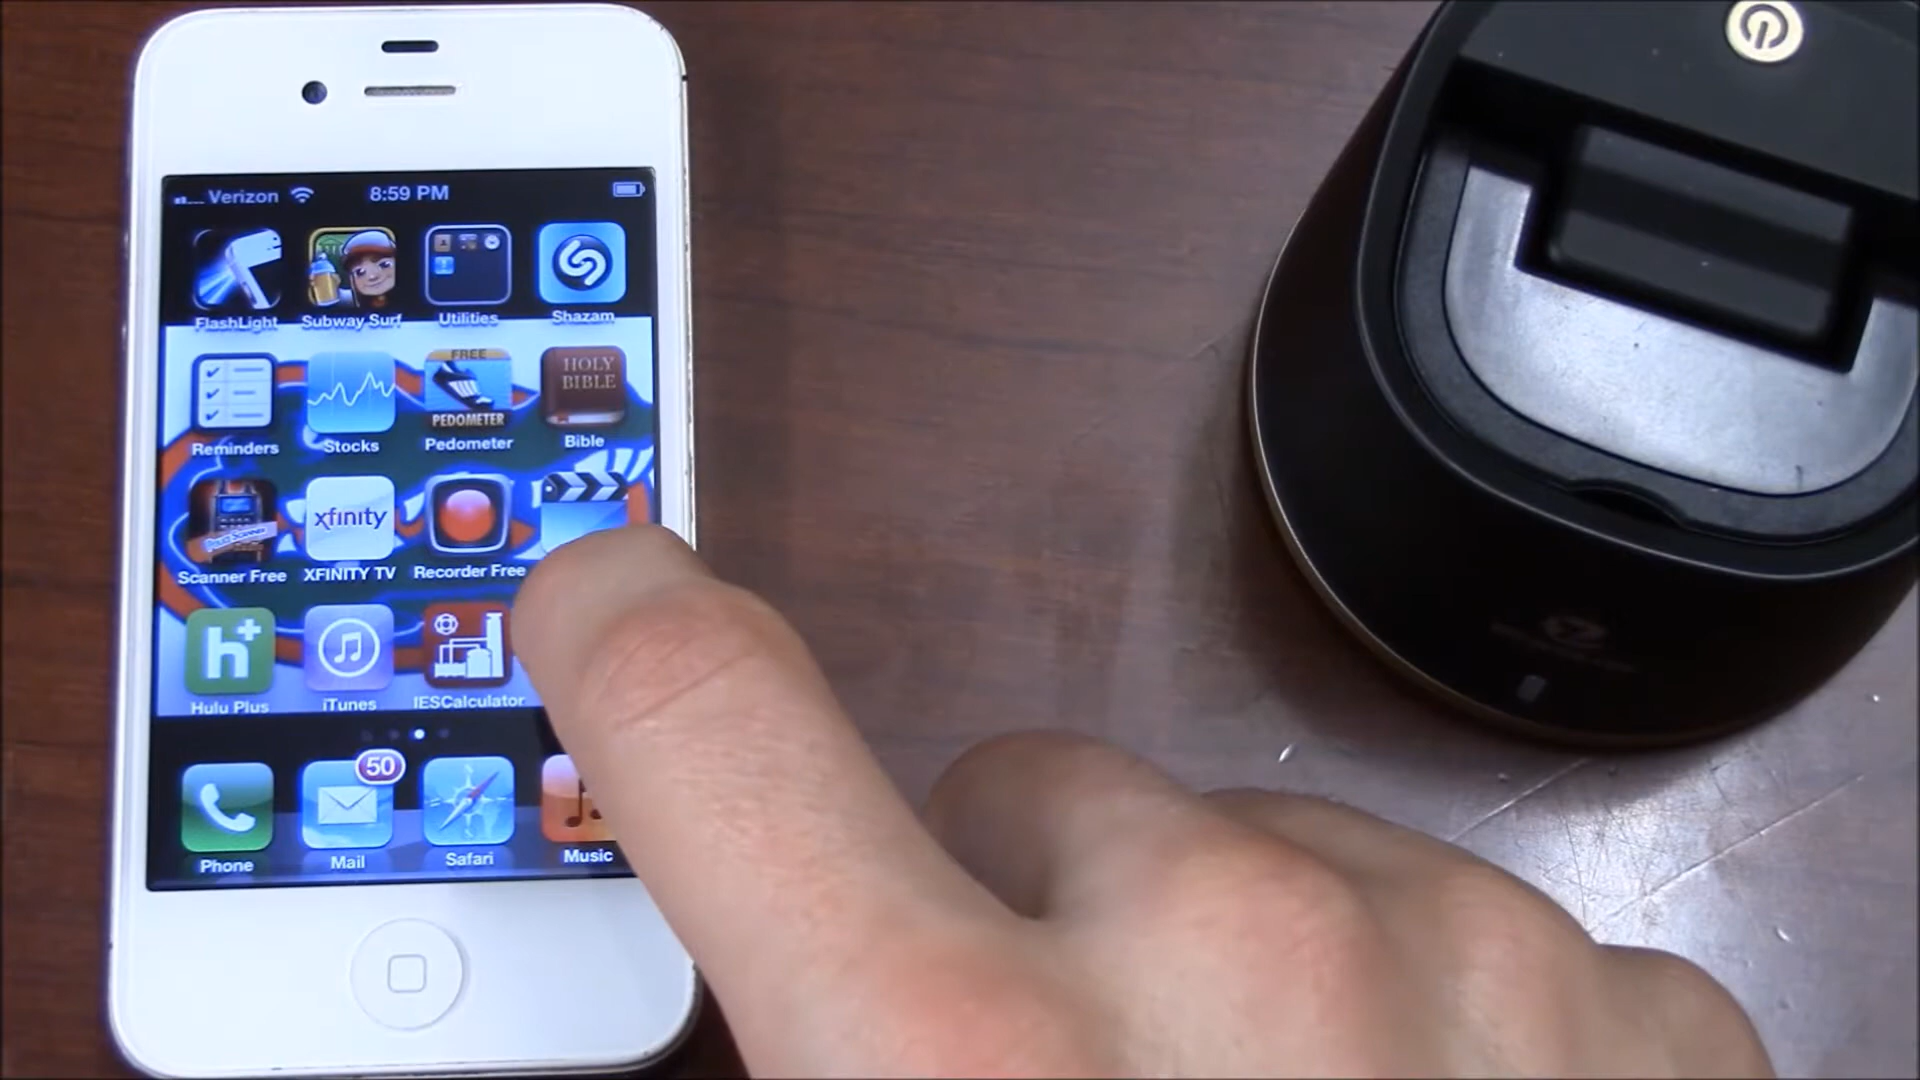 Verizon 8:59 PM
FlashLight Subway Surf Utilities Shazam
HOLY
BIBLE
FREE
PEDOMETER
Reminders Stocks Pedometer Bible
xfinity
Scanner Free XFINITY TV Recorder Free
h+
Hulu Plus iTunes IESCalculator
50
Phone Mail Safari Music